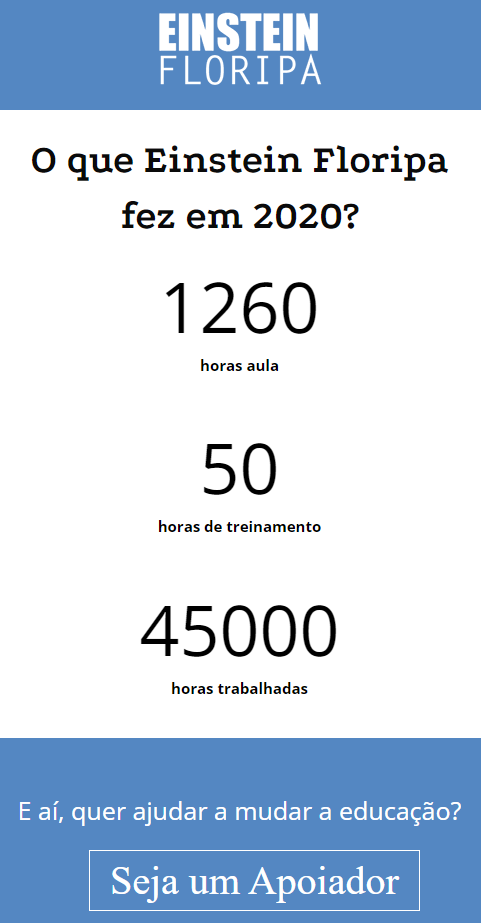 EINSTEIN
FLORIPA
O que Einstein Floripa
fez em 2020?
1260
horas aula
50
horas de treinamento
45000
horas trabalhadas
E aí, quer ajudar a mudar a educação?
Seja um Apoiador